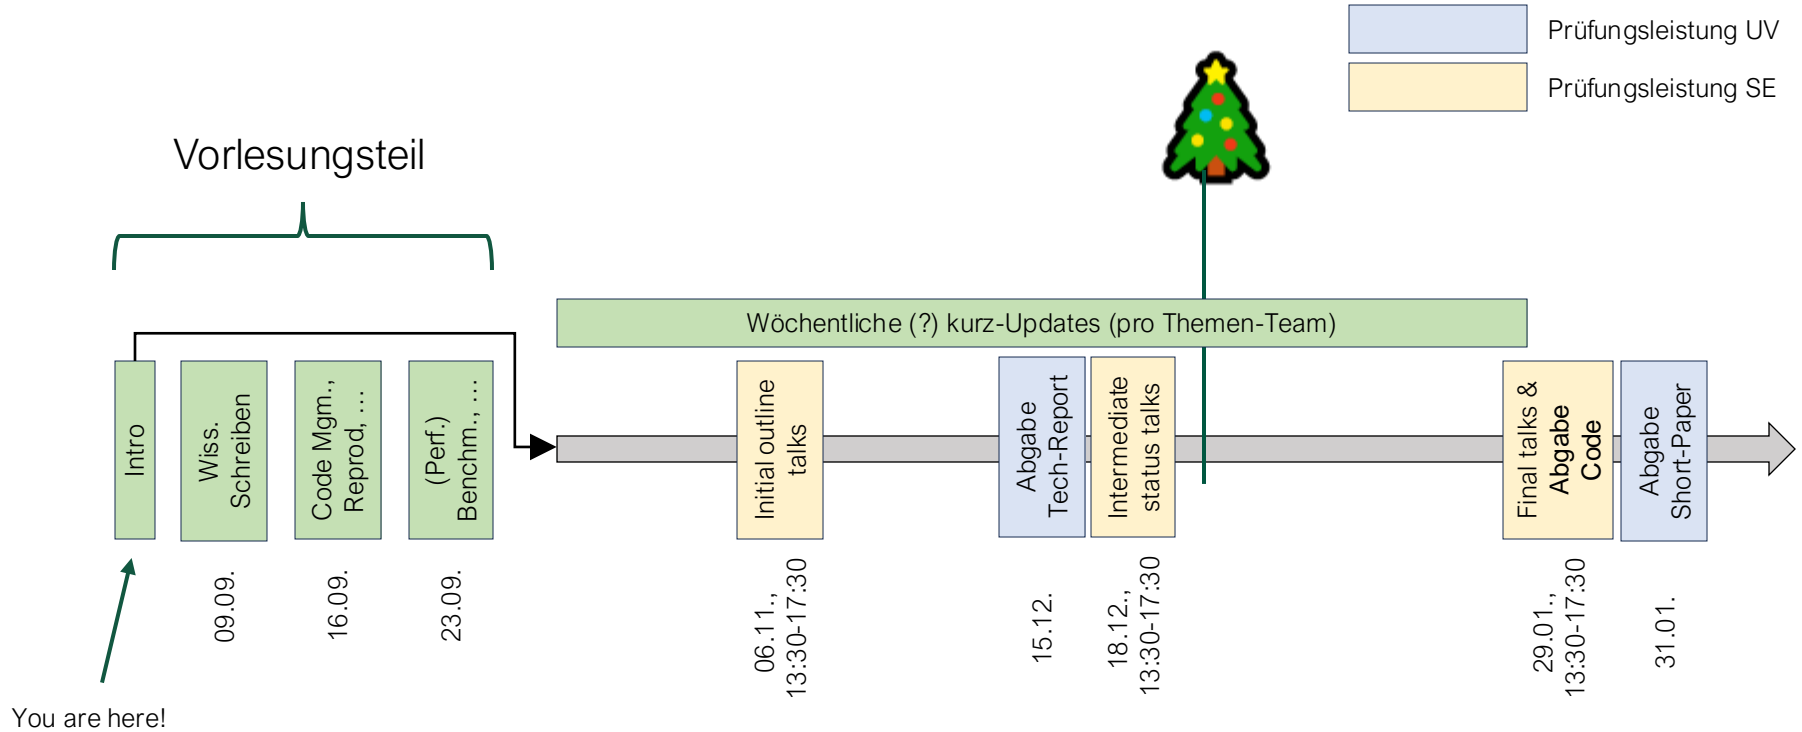 Prüfungsleistung UV
Prüfungsleistung SE
Vorlesungsteil
Wöchentliche (?) kurz-Updates (pro Themen-Team)
Intro
Wiss.
Schreiben
Code Mgm.,
Reprod, …
(Perf.)
Benchm., …
Initial outline
talks
Abgabe
Tech-Report
Intermediate
status talks
Final talks &
Abgabe
Code
Abgabe
Short-Paper
09.09.
16.09.
23.09.
06.11.,
13:30-17:30
15.12.
18.12.,
13:30-17:30
29.01.,
13:30-17:30
31.01.
You are here!